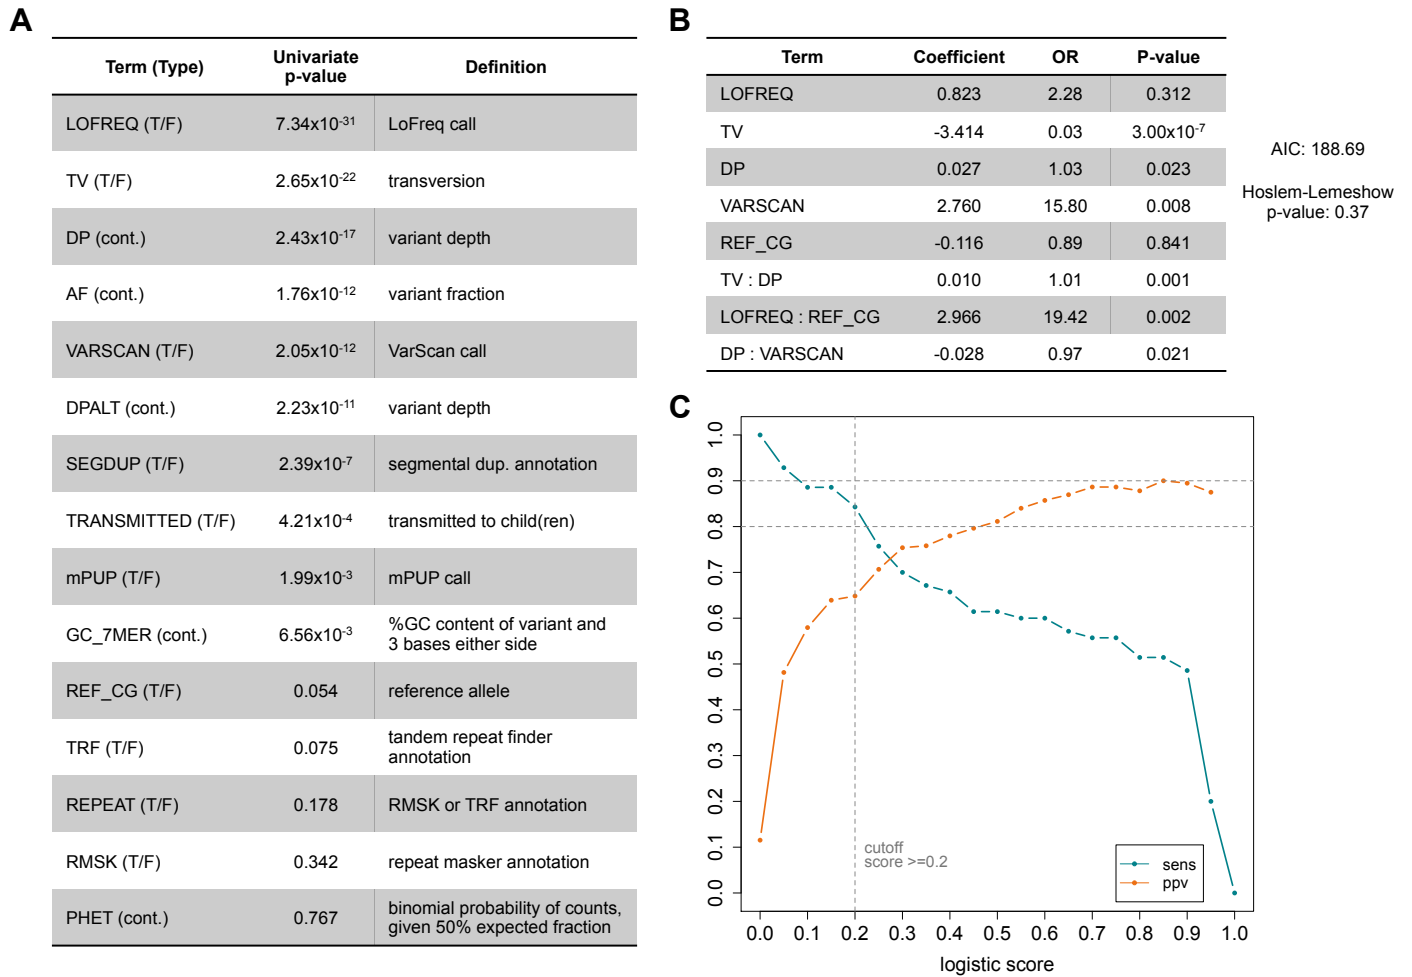 A
Term (Type) Univariate p-value Definition
LOFREQ (T/F) 7.34x10-31 LoFreq call
TV (T/F) 2.65x10-22 transversion
DP (cont.) 2.43x10-17 variant depth
AF (cont.) 1.76x10-12 variant fraction
VARSCAN (T/F) 2.05x10-12 VarScan call
DPALT (cont.) 2.23x10-11 variant depth
SEGDUP (T/F) 2.39x10-7 segmental dup. annotation
TRANSMITTED (T/F) 4.21x10-4 transmitted to child(ren)
mPUP (T/F) 1.99x10-3 mPUP call
GC_7MER (cont.) 6.56x10-3 %GC content of variant and
3 bases either side
REF_CG (T/F) 0.054 reference allele
TRF (T/F) 0.075 tandem repeat finder
annotation
REPEAT (T/F) 0.178 RMSK or TRF annotation
RMSK (T/F) 0.342 repeat masker annotation
PHET (cont.) 0.767 binomial probability of counts,
given 50% expected fraction
B
Term Coefficient OR P-value
LOFREQ 0.823 2.28 0.312
TV -3.414 0.03 3.00x10-7
DP 0.027 1.03 0.023
VARSCAN 2.760 15.80 0.008
REF_CG -0.116 0.89 0.841
TV : DP 0.010 1.01 0.001
LOFREQ : REF_CG 2.966 19.42 0.002
DP : VARSCAN -0.028 0.97 0.021
AIC: 188.69
Hoslem-Lemeshow
p-value: 0.37
C
1.0
0.9
0.8
0.7
0.6
0.5
0.4
0.3
0.2
0.1
0.0
cutoff
score >=0.2
sens
ppv
0.0 0.1 0.2 0.3 0.4 0.5 0.6 0.7 0.8 0.9 1.0
logistic score